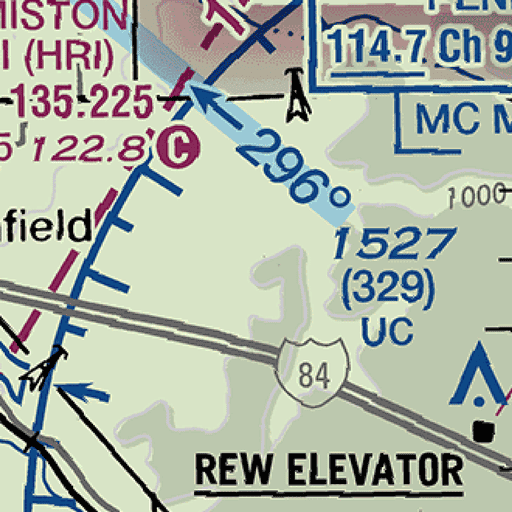 MISTON
I (HRI)
135.225
5 122.8 C
field
296°
114.7 Ch 9
MC M
1000
1527
(329)
UC
84
REW ELEVATOR